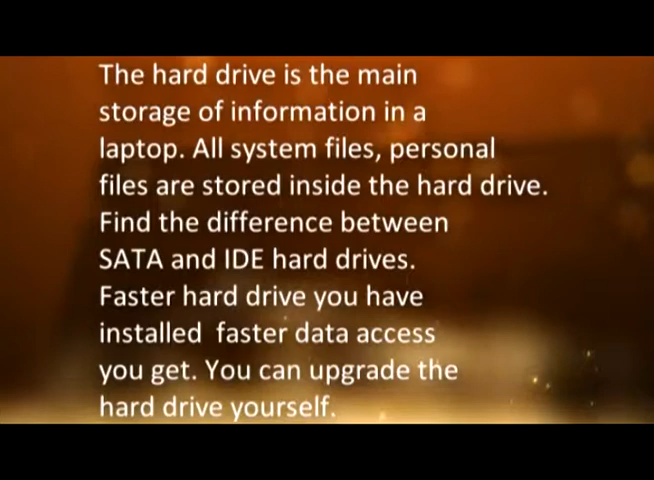 The hard drive is the main
storage of information in a
laptop. All system files, personal
files are stored inside the hard drive.
Find the difference between
SATA and IDE hard drives.
Faster hard drive you have
installed  faster data access
you get. You can upgrade the
hard drive yourself.